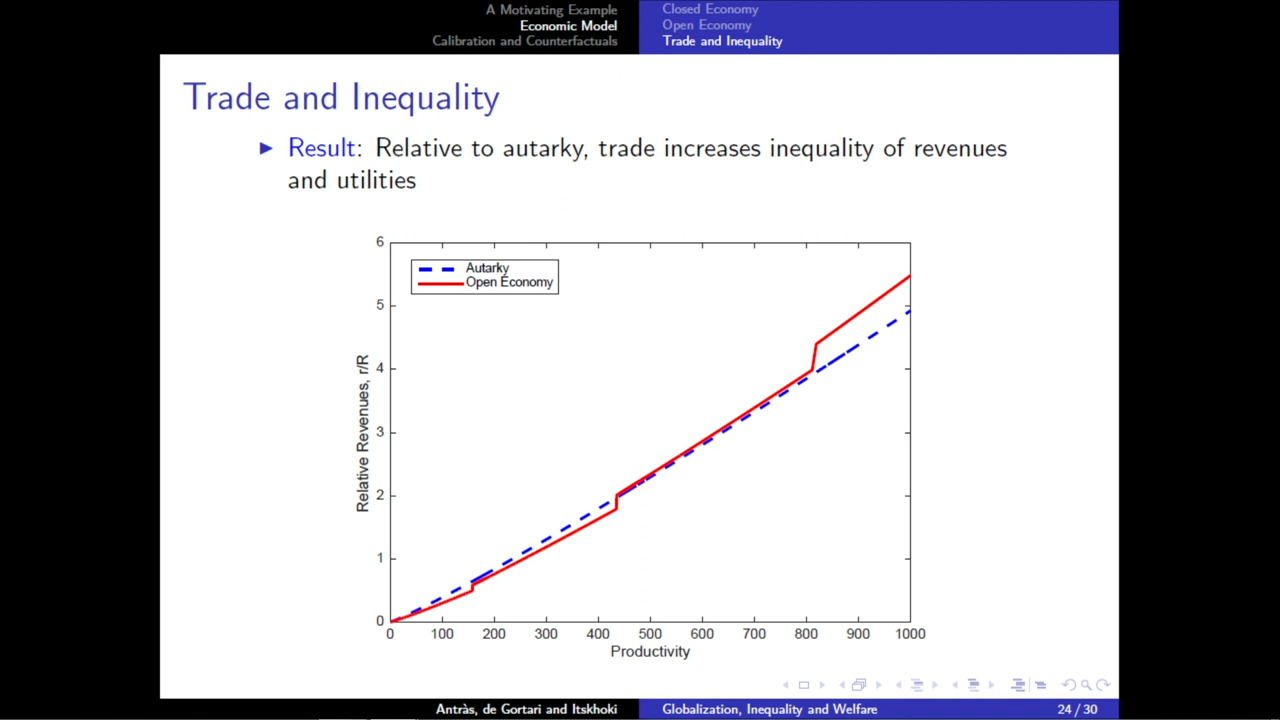 A Motivating Example
Economic Model
Calibration and Counterfactuals
Closed Economy
Open Economy
Trade and Inequality
Trade and Inequality
Result: Relative to autarky, trade increases inequality of revenues
and utilities
Autarky
Open Economy
Relative Revenues, r/R
6
5
4
3
2
1
0
0 100 200 300 400 500 600 700 800 900 1000
Productivity
Antràs, de Gortari and Itskhoki
Globalization, Inequality and Welfare
24 / 30